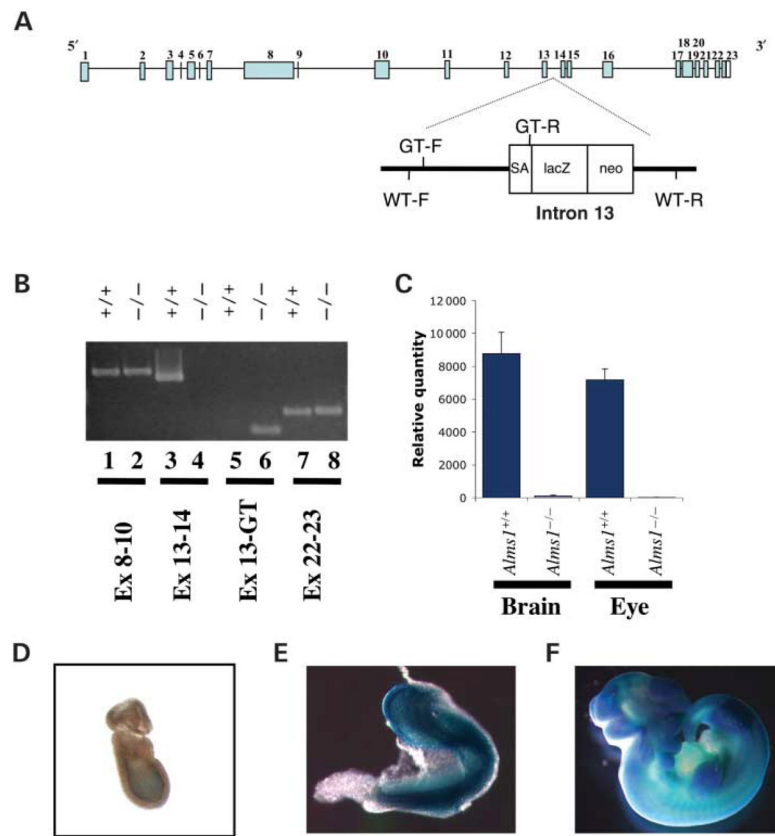 A
5′ 3′
1 2 3 4 5 6 7 8 9 10 11 12 13 14 15 16 17 18 19 20 21 22 23
GT-F GT-R
SA lacZ neo
WT-F WT-R
Intron 13
B
+/+ −/− +/+ −/− +/+ −/− +/+ −/−
1 2 3 4 5 6 7 8
Ex 8-10 Ex 13-14 Ex 13-GT Ex 22-23
C
Relative quantity
12 000
10 000
8000
6000
4000
2000
0
Alms1+/+ Alms1−/− Alms1+/+ Alms1−/−
Brain Eye
D E F